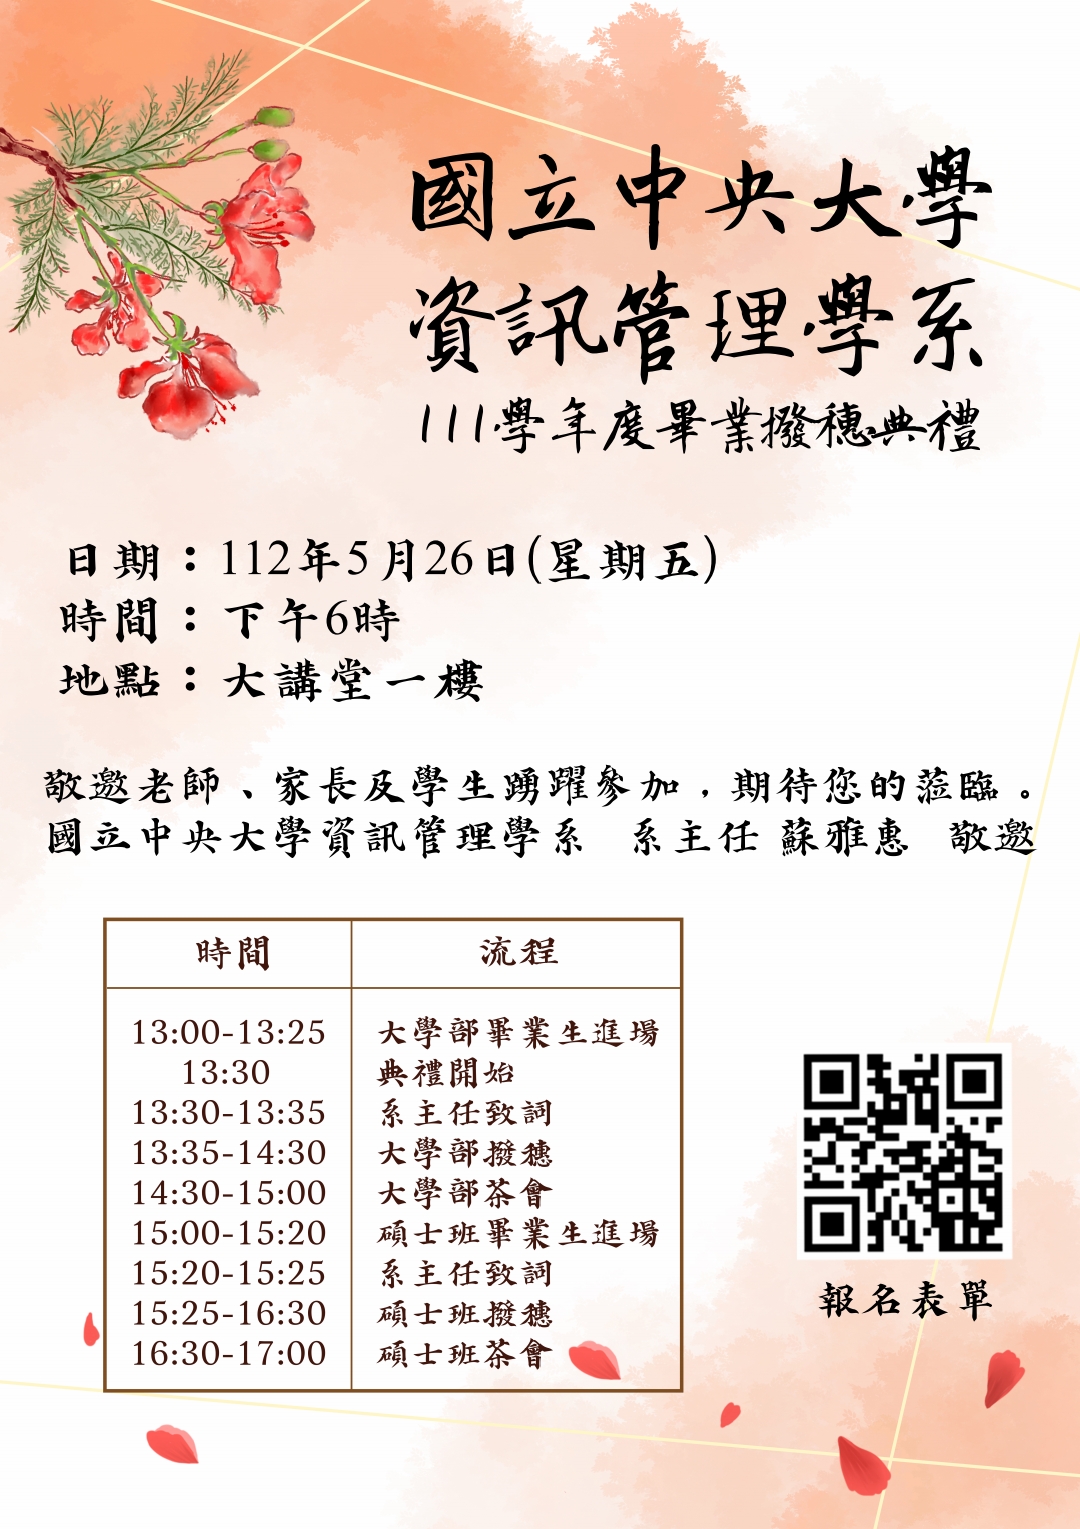 國立中央大學
資訊管理學系
111學年度畢業撥穗典禮
日期：112年5月26日(星期五)
時間：下午6時
地點：大講堂一樓
敬邀老師、家長及學生踴躍參加，期待您的蒞臨。
國立中央大學資訊管理學系 系主任 蘇雅惠 敬邀
時間 流程
13:00-13:25 大學部畢業生進場
13:30 典禮開始
13:30-13:35 系主任致詞
13:35-14:30 大學部撥穗
14:30-15:00 大學部茶會
15:00-15:20 碩士班畢業生進場
15:20-15:25 系主任致詞
15:25-16:30 碩士班撥穗
16:30-17:00 碩士班茶會
報名表單